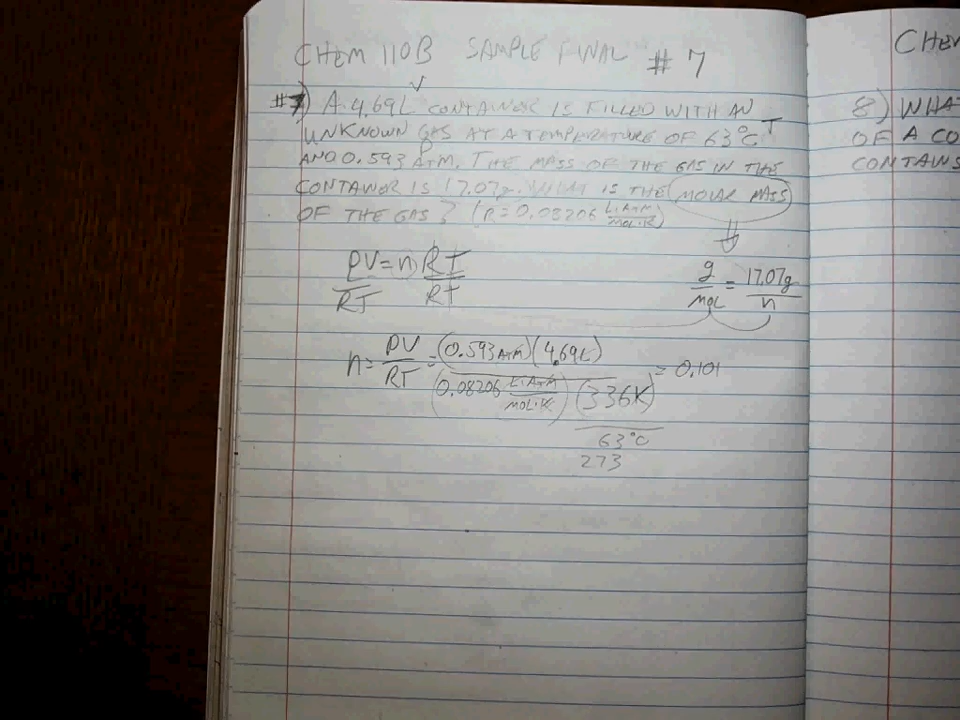 CHEM 110B SAMPLE FINAL # 7
#7) A 4.69L CONTAINOR IS FILLED WITH AN
UNKNOWN GAS AT A TEMPERATURE OF 63°C
AND 0.593 ATM. THE MASS OF THE GAS IN THE
CONTAINOR IS 17.07g. WHAT IS THE (MOLAR MASS)
OF THE GAS? (R=0.08206 L·ATM/MOL·K)
V
P
T
PV/RT = nRT/RT
g/MOL = 17.07g/n
n = PV/RT = (0.593 ATM)(4.69L)/(0.08206 L·ATM/MOL·K)(336K) = 0.101
63°C
273
CHEM
8) WHA
OF A CO
CONTAINS